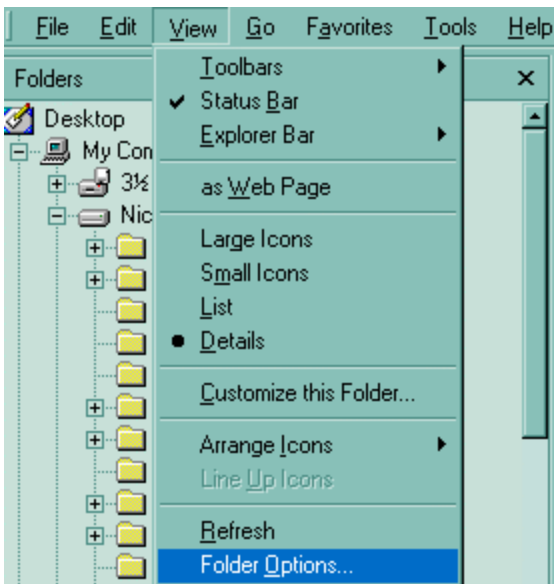 File Edit View Go Favorites Tools Help
Folders
Toolbars
Status Bar
Explorer Bar
as Web Page
Large Icons
Small Icons
List
Details
Customize this Folder...
Arrange Icons
Line Up Icons
Refresh
Folder Options...
Desktop
My Con
3½
Nic